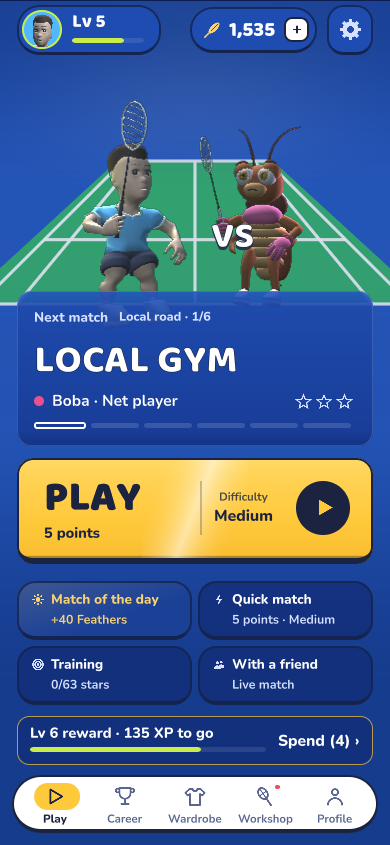 Lv 5
1,535
+
VS
Next match Local road · 1/6
LOCAL GYM
Boba · Net player
PLAY
5 points
Difficulty
Medium
Match of the day
+40 Feathers
Quick match
5 points · Medium
Training
0/63 stars
With a friend
Live match
Lv 6 reward · 135 XP to go
Spend (4) ›
Play
Career
Wardrobe
Workshop
Profile